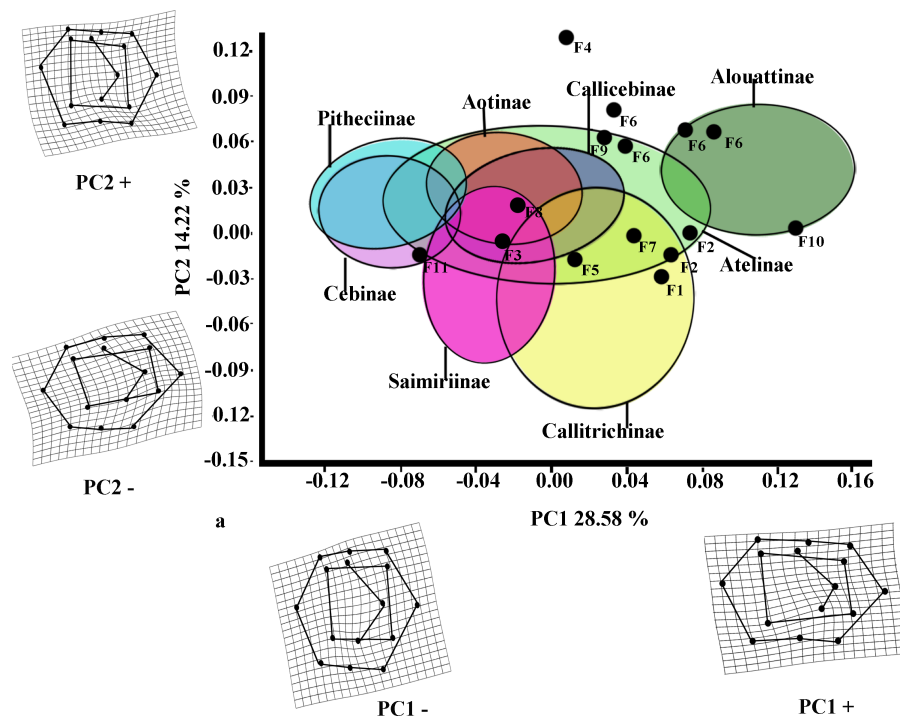 PC2 +
PC2 -
PC2 14.22 %
0.12
0.09
0.06
0.03
0.00
-0.03
-0.06
-0.09
0.12
-0.15
F4
Alouattinae
Callicebinae
Aotinae
Pitheciinae
F6
F9
F6
F6
F6
F8
F3
F11
F5
F7
F2
F2
F1
F10
Atelinae
Cebinae
Saimiriinae
Callitrichinae
-0.12
-0.08
-0.04
0.00
0.04
0.08
0.12
0.16
a
PC1 28.58 %
PC1 -
PC1 +